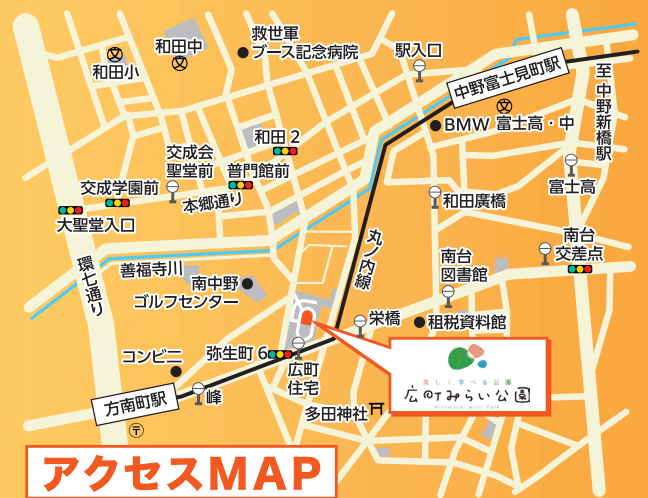 救世軍
ブース記念病院
駅入口
和田中
文
和田小
文
中野富士見町駅
至 中野新橋駅
文
BMW 富士高・中
和田2
交成会
聖堂前
普門館前
富士高
交成学園前
本郷通り
和田廣橋
大聖堂入口
丸ノ内線
南台
交差点
環七通り
善福寺川
南台
図書館
南中野
ゴルフセンター
栄橋
租税資料館
コンビニ
弥生町6
広町
住宅
楽しく学べる公園
広町みらい公園
Hiromachi Mirai Park
方南町駅
峰
多田神社
〒
アクセスMAP